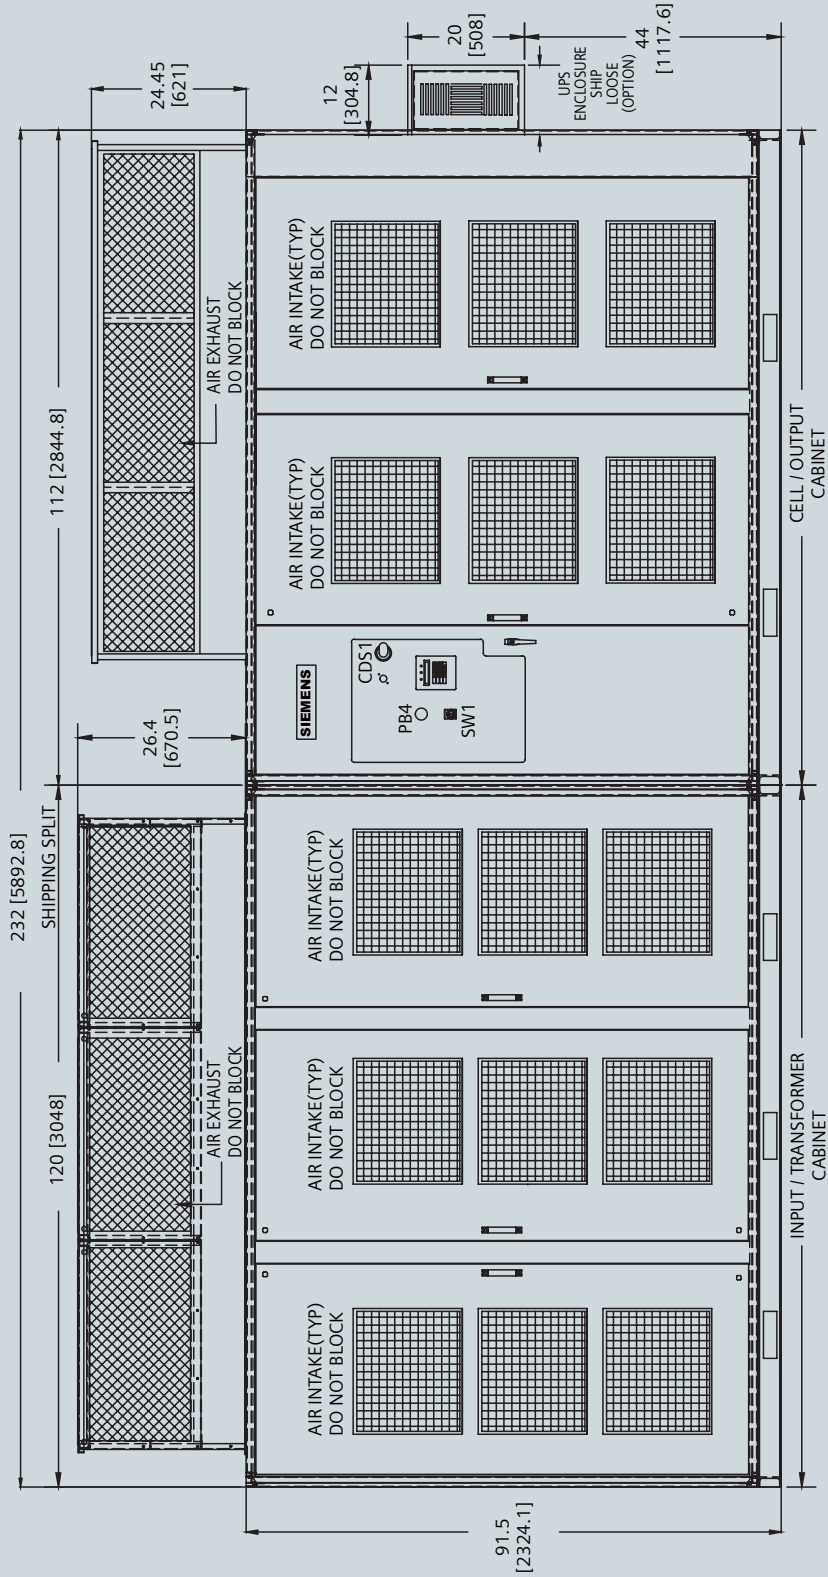 232 [5892.8]
SHIPPING SPLIT
120 [3048]
112 [2844.8]
26.4
[670.5]
24.45
[621]
AIR EXHAUST
DO NOT BLOCK
AIR EXHAUST
DO NOT BLOCK
12
[304.8]
20
[508]
UPS
ENCLOSURE
SHIP
LOOSE
(OPTION)
44
[1117.6]
91.5
[2324.1]
AIR INTAKE(TYP)
DO NOT BLOCK
AIR INTAKE(TYP)
DO NOT BLOCK
AIR INTAKE(TYP)
DO NOT BLOCK
SIEMENS
CDS1
PB4
SW1
AIR INTAKE(TYP)
DO NOT BLOCK
AIR INTAKE(TYP)
DO NOT BLOCK
INPUT / TRANSFORMER
CABINET
CELL / OUTPUT
CABINET